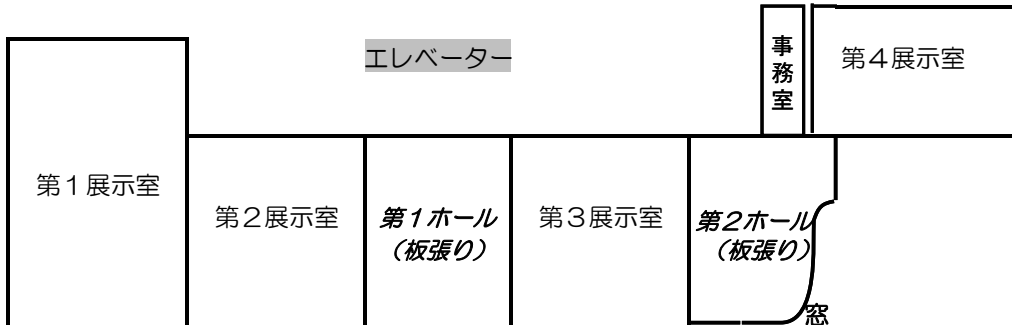 エレベーター
事務室
第４展示室
第１展示室
第２展示室
第１ホール
（板張り）
第３展示室
第２ホール
（板張り）
窓